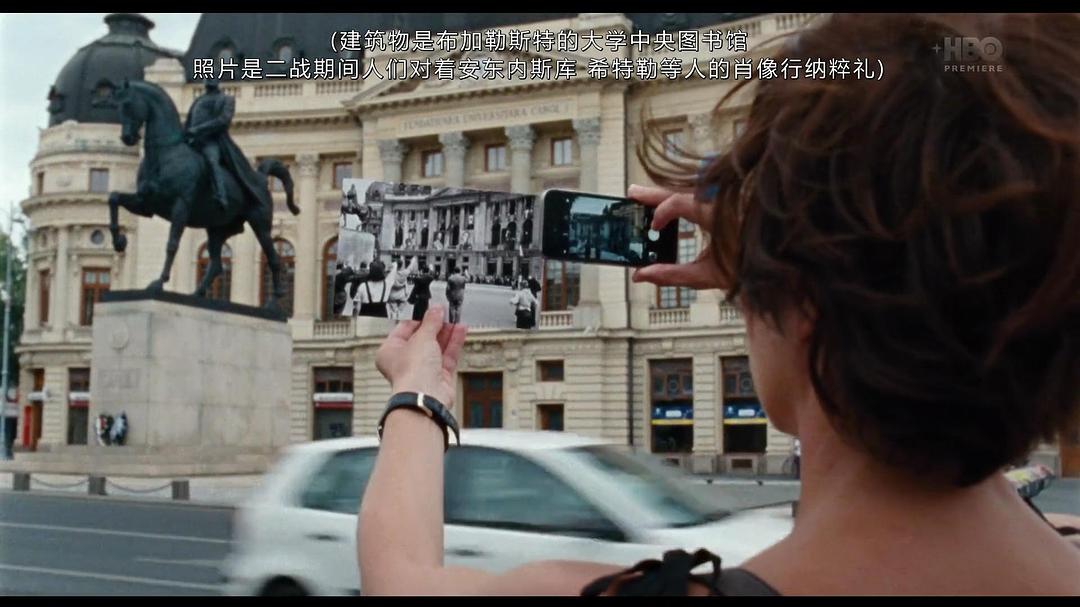 (建筑物是布加勒斯特的大学中央图书馆
照片是二战期间人们对着安东内斯库 希特勒等人的肖像行纳粹礼)
HBO
PREMIERE
FUNDATIUNEA UNIVERSITARA CAROL I